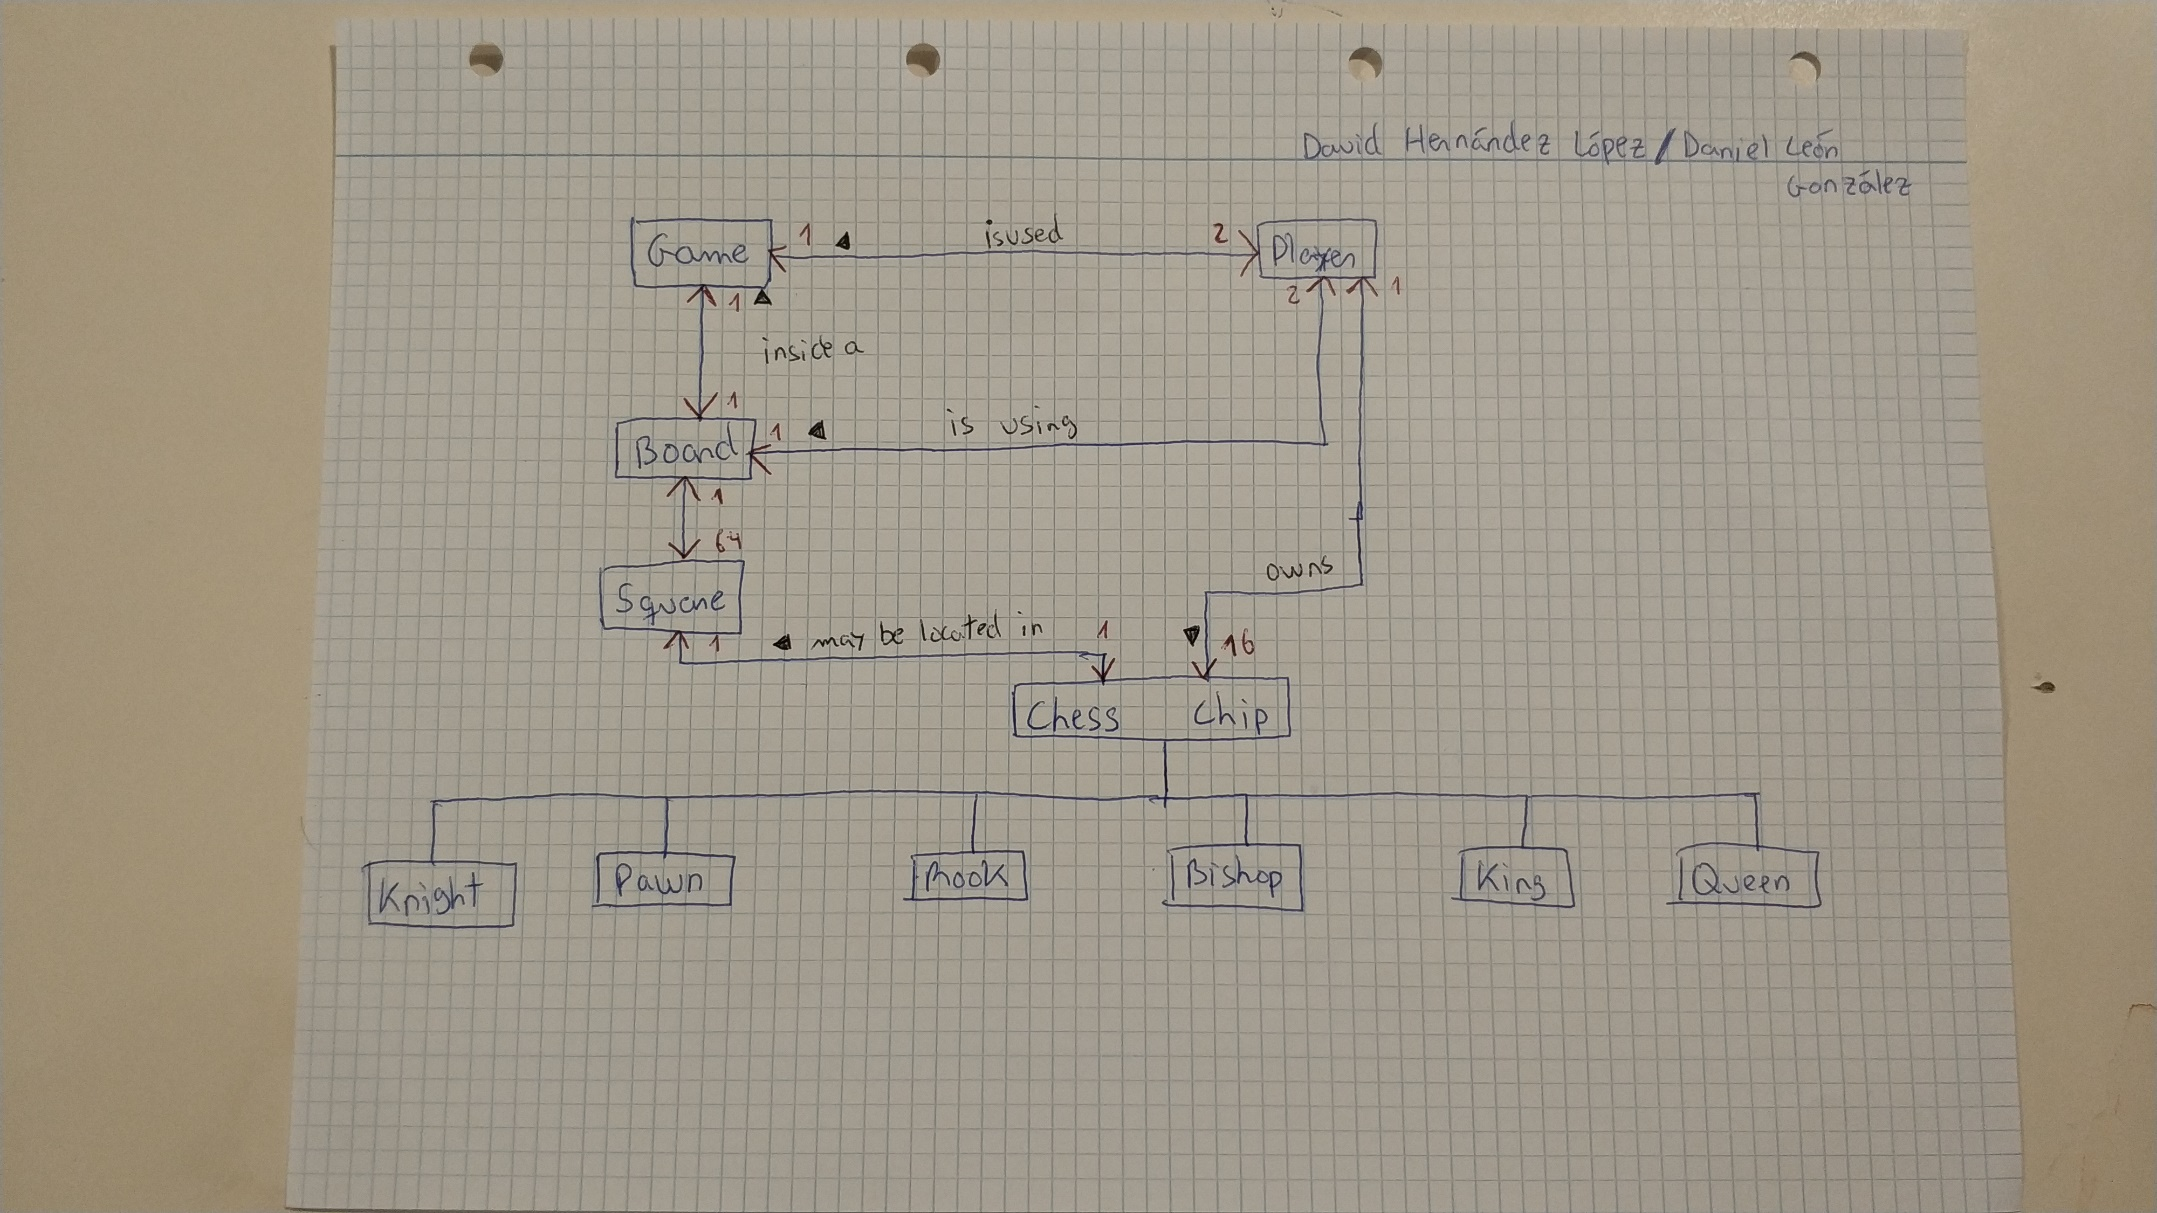 David Hernández López / Daniel León
González
Game
1
isused
2
Player
1
2
1
inside a
1
Board
1
is using
1
64
Square
1
owns
may be located in
1
16
Chess Chip
Knight
Pawn
Rook
Bishop
King
Queen